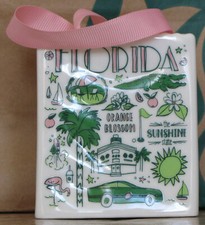 FLORIDA
ORANGE
BLOSSOM
THE
SUNSHINE
STATE